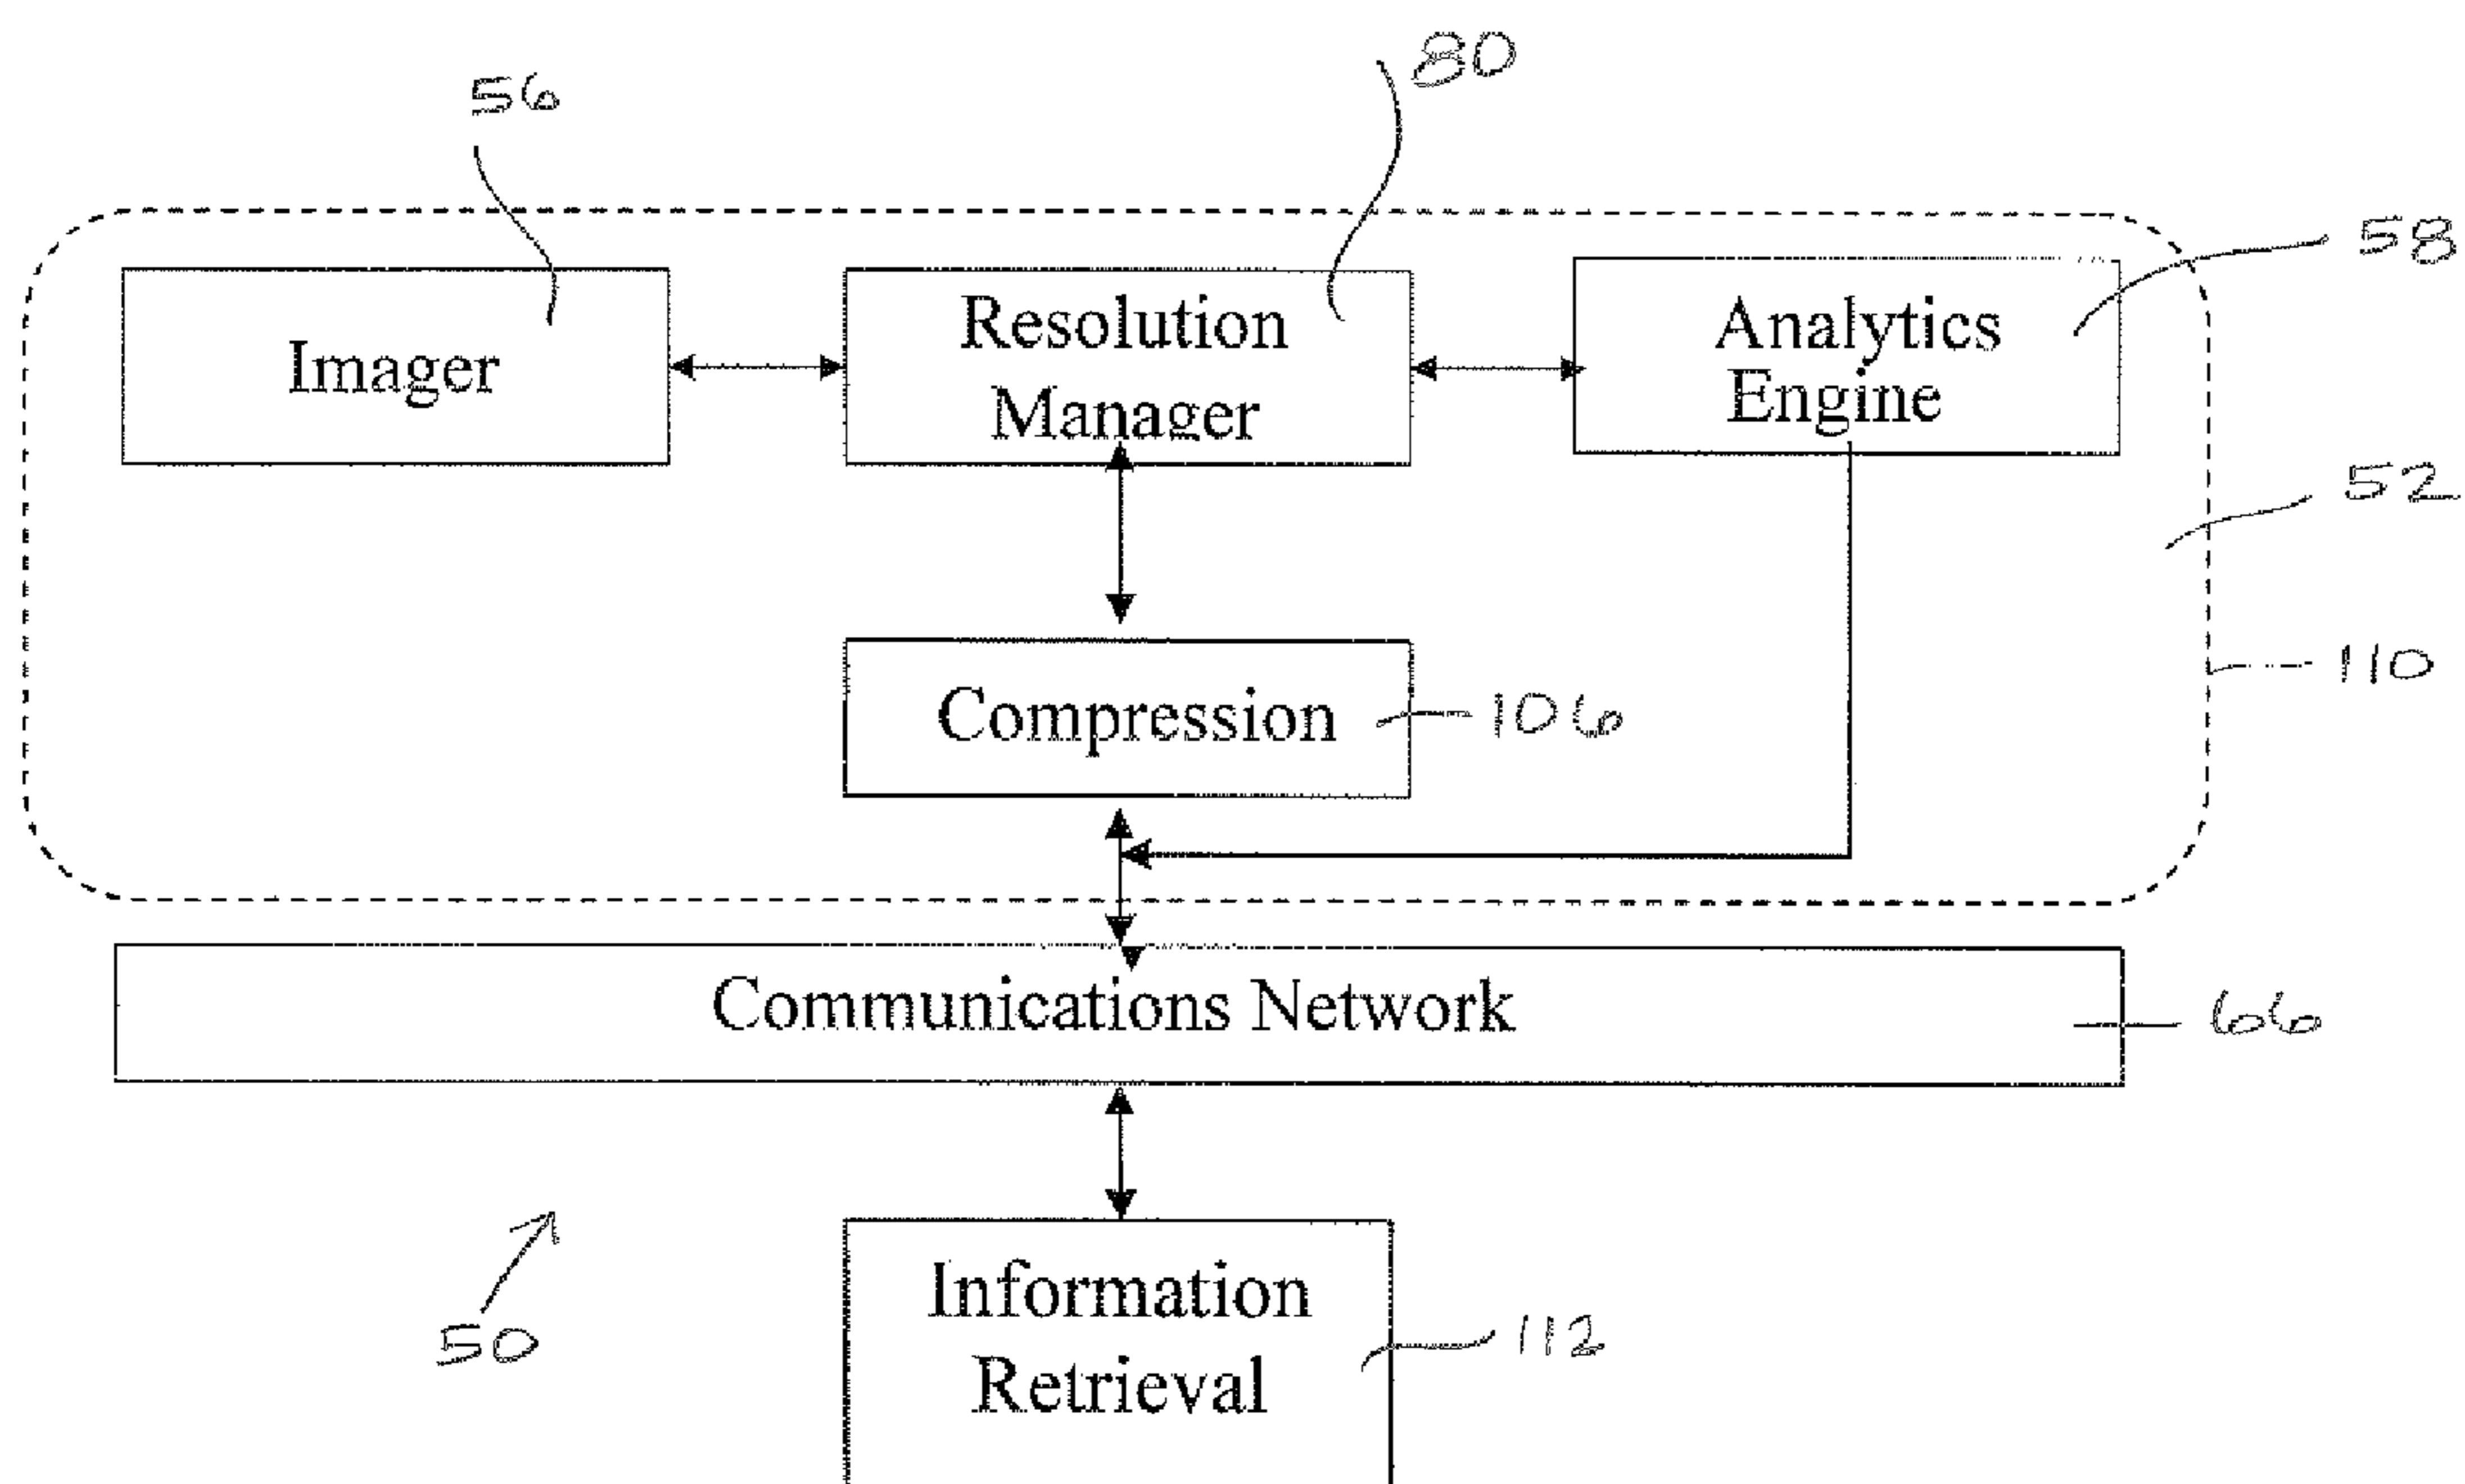 56
80
58
Imager
Resolution
Manager
Analytics
Engine
52
110
Compression
106
Communications Network
66
50
Information
Retrieval
112